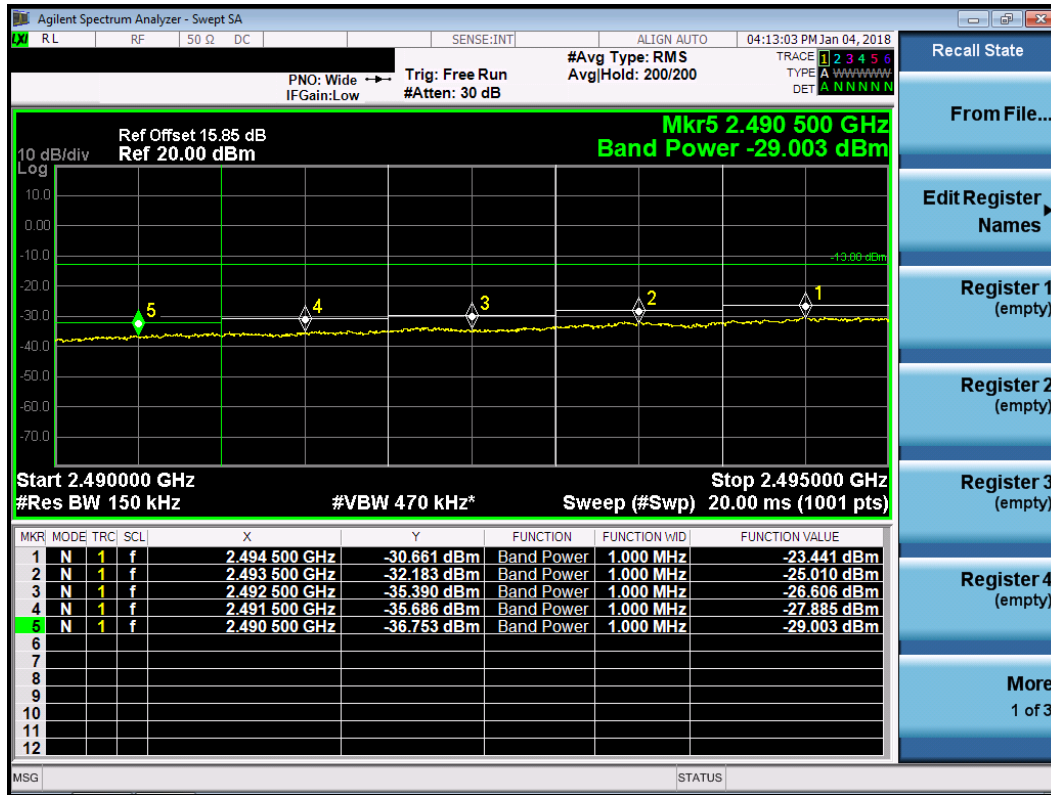 Agilent Spectrum Analyzer - Swept SA
LXI RL RF 50 Ω DC SENSE:INT ALIGN AUTO 04:13:03 PM Jan 04, 2018
Recall State
#Avg Type: RMS
Avg|Hold: 200/200
TRACE 1 2 3 4 5 6
TYPE A WWWWW
DET A N N N N N
PNO: Wide
IFGain:Low
Trig: Free Run
#Atten: 30 dB
Mkr5 2.490 500 GHz
Band Power -29.003 dBm
Ref Offset 15.85 dB
10 dB/div Ref 20.00 dBm
Log
10.0
0.00
-10.0
-13.00 dBm
-20.0
-30.0
-40.0
-50.0
-60.0
-70.0
5 4 3 2 1
Start 2.490000 GHz Stop 2.495000 GHz
#Res BW 150 kHz #VBW 470 kHz* Sweep (#Swp) 20.00 ms (1001 pts)
MKR MODE TRC SCL X Y FUNCTION FUNCTION WID FUNCTION VALUE
1 N 1 f 2.494 500 GHz -30.661 dBm Band Power 1.000 MHz -23.441 dBm
2 N 1 f 2.493 500 GHz -32.183 dBm Band Power 1.000 MHz -25.010 dBm
3 N 1 f 2.492 500 GHz -35.390 dBm Band Power 1.000 MHz -26.606 dBm
4 N 1 f 2.491 500 GHz -35.686 dBm Band Power 1.000 MHz -27.885 dBm
5 N 1 f 2.490 500 GHz -36.753 dBm Band Power 1.000 MHz -29.003 dBm
6
7
8
9
10
11
12
MSG STATUS
From File...
Edit Register
Names
Register 1
(empty)
Register 2
(empty)
Register 3
(empty)
Register 4
(empty)
More
1 of 3